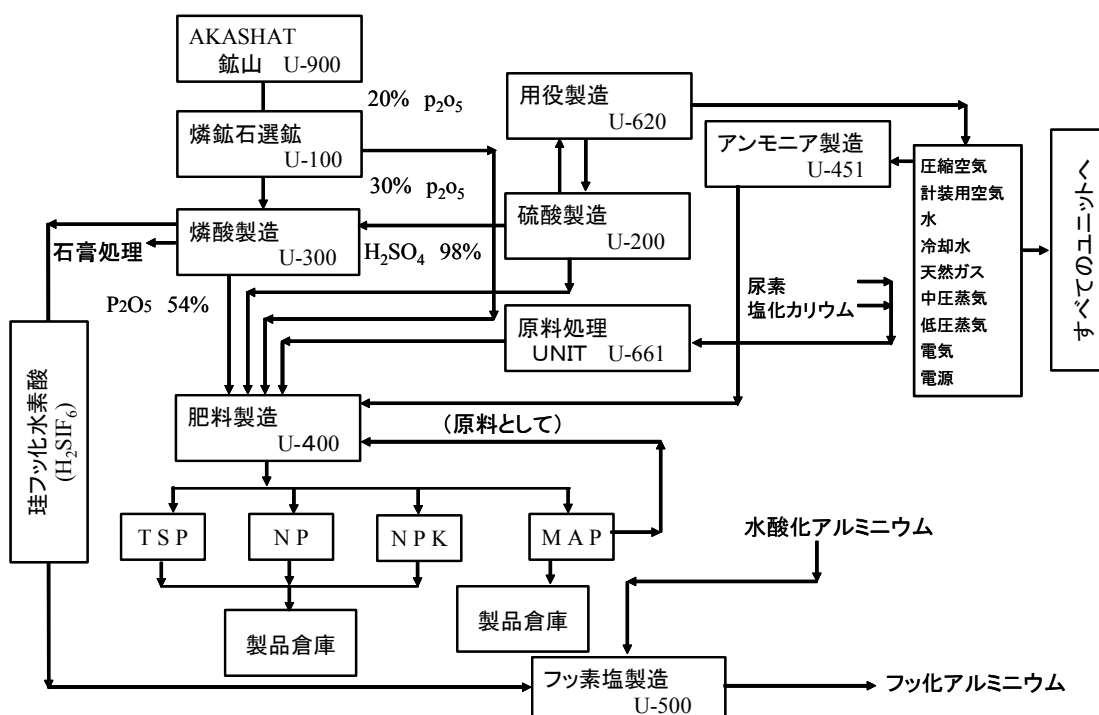 AKASHAT
鉱山 U-900
20% p₂o₅
燐鉱石選鉱
U-100
30% p₂o₅
燐酸製造
U-300
石膏処理
H₂SO₄ 98%
P₂O₅ 54%
用役製造
U-620
硫酸製造
U-200
アンモニア製造
U-451
圧縮空気
計装用空気
水
冷却水
天然ガス
中圧蒸気
低圧蒸気
電気
電源
すべてのユニットへ
尿素
塩化カリウム
原料処理
UNIT U-661
珪フッ化水素酸
(H₂SIF₆)
肥料製造
U-400
(原料として)
TSP
NP
NPK
MAP
製品倉庫
製品倉庫
水酸化アルミニウム
フッ素塩製造
U-500
フッ化アルミニウム